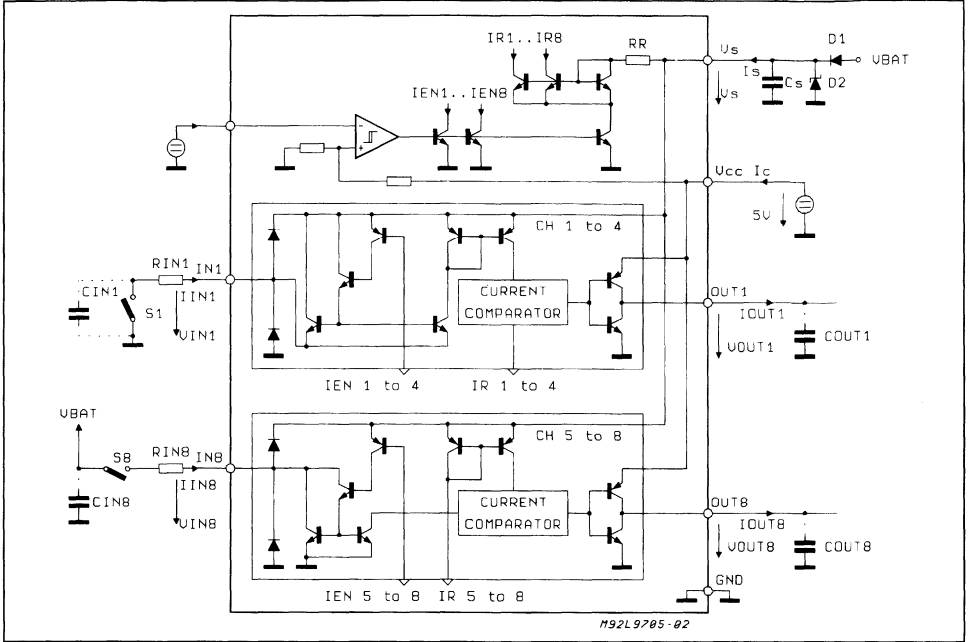 IR1..IR8
RR
Vs
D1
VBAT
Is
Cs
D2
Vs
IEN1..IEN8
Vcc Ic
5V
CH 1 to 4
RIN1 IN1
CIN1
S1
IIN1
VIN1
CURRENT
COMPARATOR
OUT1
IOUT1
VOUT1
COUT1
IEN 1 to 4
IR 1 to 4
VBAT
CH 5 to 8
S8
RIN8 IN8
CIN8
IIN8
VIN8
CURRENT
COMPARATOR
OUT8
IOUT8
VOUT8
COUT8
IEN 5 to 8
IR 5 to 8
GND
M92L9705-02